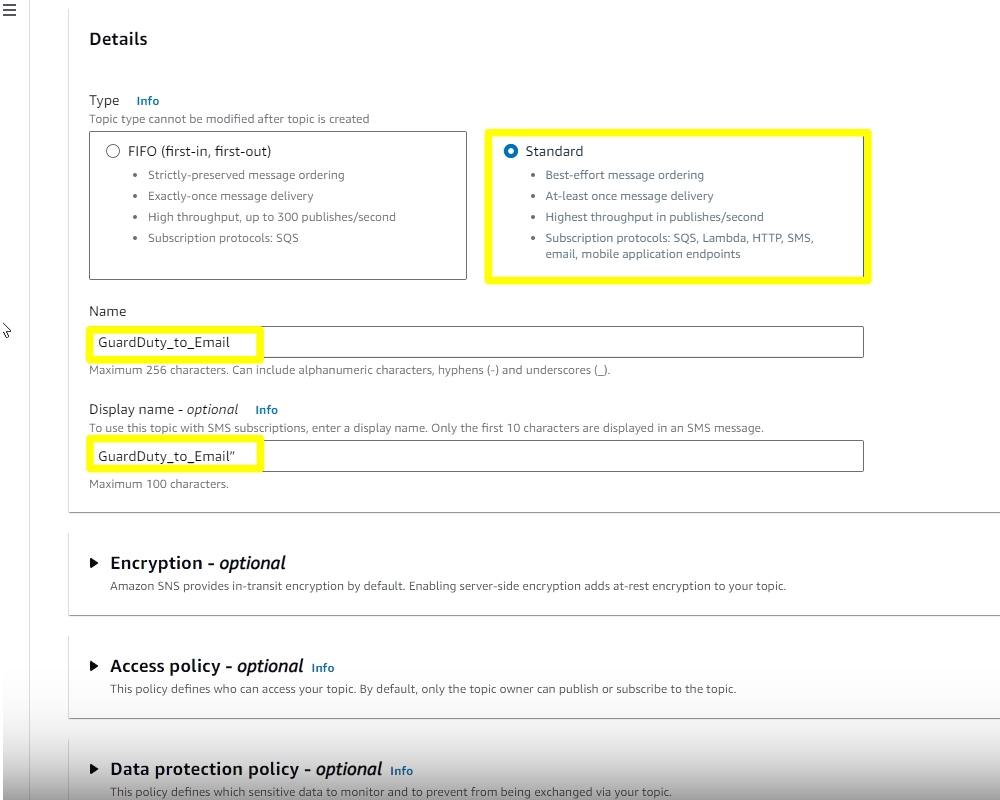 Details
Type Info
Topic type cannot be modified after topic is created
FIFO (first-in, first-out)
• Strictly-preserved message ordering
• Exactly-once message delivery
• High throughput, up to 300 publishes/second
• Subscription protocols: SQS
Standard
• Best-effort message ordering
• At-least once message delivery
• Highest throughput in publishes/second
• Subscription protocols: SQS, Lambda, HTTP, SMS,
email, mobile application endpoints
Name
GuardDuty_to_Email
Maximum 256 characters. Can include alphanumeric characters, hyphens (-) and underscores (_).
Display name - optional Info
To use this topic with SMS subscriptions, enter a display name. Only the first 10 characters are displayed in an SMS message.
GuardDuty_to_Email"
Maximum 100 characters.
Encryption - optional
Amazon SNS provides in-transit encryption by default. Enabling server-side encryption adds at-rest encryption to your topic.
Access policy - optional Info
This policy defines who can access your topic. By default, only the topic owner can publish or subscribe to the topic.
Data protection policy - optional Info
This policy defines which sensitive data to monitor and to prevent from being exchanged via your topic.